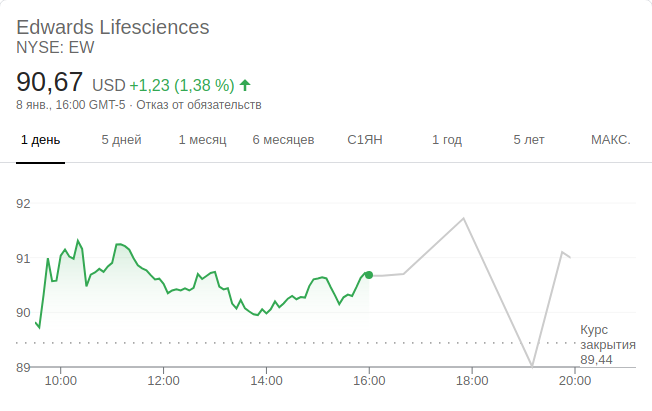 Edwards Lifesciences
NYSE: EW
90,67 USD +1,23 (1,38 %)
8 янв., 16:00 GMT-5 · Отказ от обязательств
1 день 5 дней 1 месяц 6 месяцев С1ЯН 1 год 5 лет МАКС.
92
91
90
Курс
закрытия
89,44
89
10:00 12:00 14:00 16:00 18:00 20:00